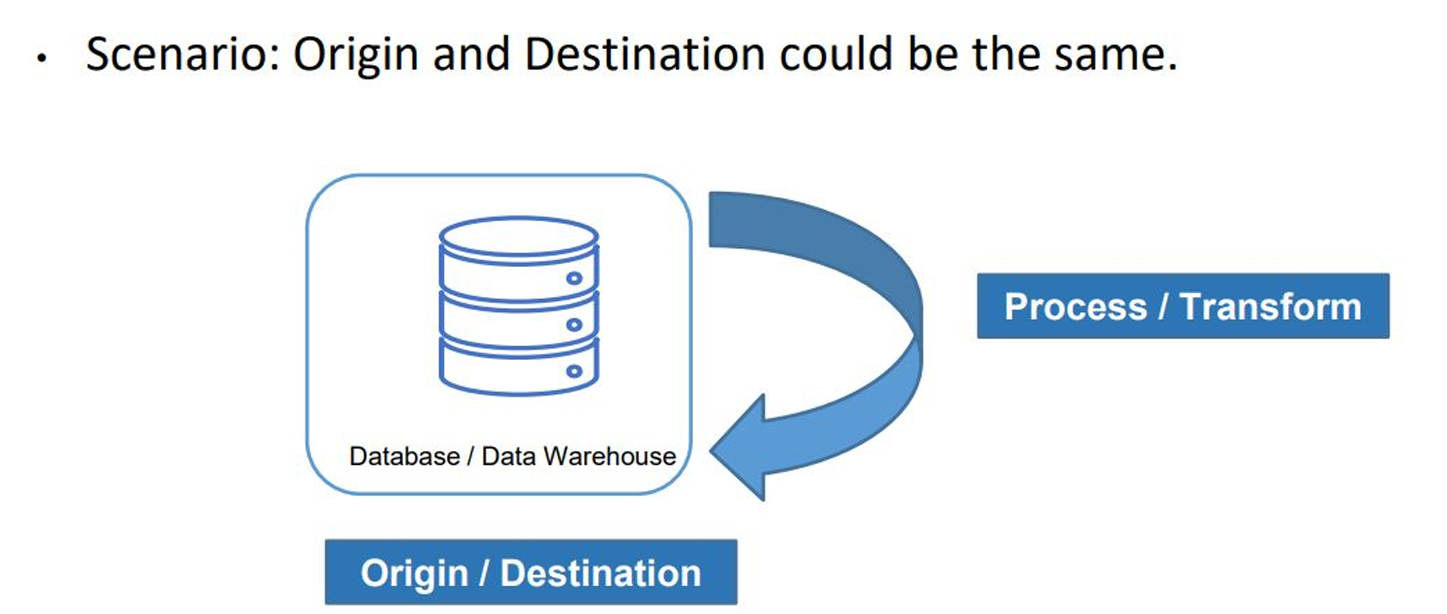 • Scenario: Origin and Destination could be the same.
Process / Transform
Database / Data Warehouse
Origin / Destination